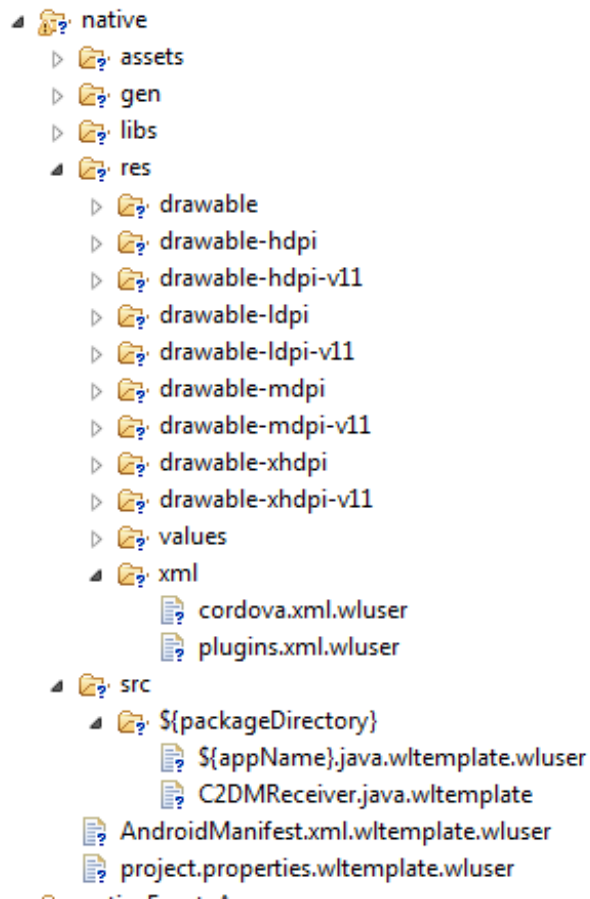 native
assets
gen
libs
res
drawable
drawable-hdpi
drawable-hdpi-v11
drawable-ldpi
drawable-ldpi-v11
drawable-mdpi
drawable-mdpi-v11
drawable-xhdpi
drawable-xhdpi-v11
values
xml
cordova.xml.wluser
plugins.xml.wluser
src
${packageDirectory}
${appName}.java.wltemplate.wluser
C2DMReceiver.java.wltemplate
AndroidManifest.xml.wltemplate.wluser
project.properties.wltemplate.wluser